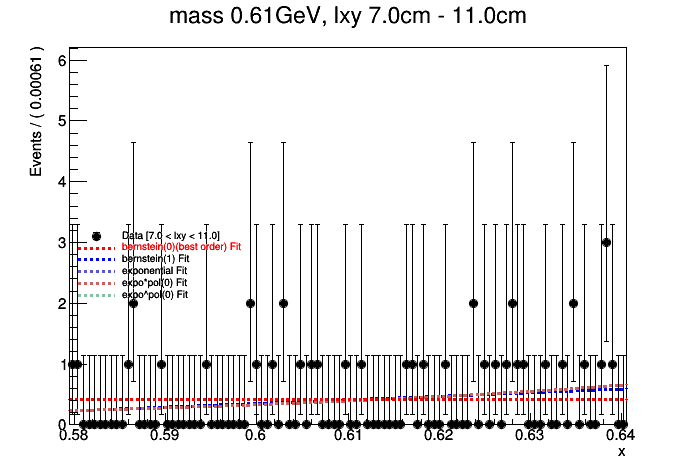 mass 0.61GeV, lxy 7.0cm - 11.0cm
Events / ( 0.00061 )
6
5
4
3
2
1
0
Data [7.0 < lxy < 11.0]
bernstein(0)(best order) Fit
bernstein(1) Fit
exponential Fit
expo*pol(0) Fit
expo^pol(0) Fit
0.58 0.59 0.6 0.61 0.62 0.63 0.64
x